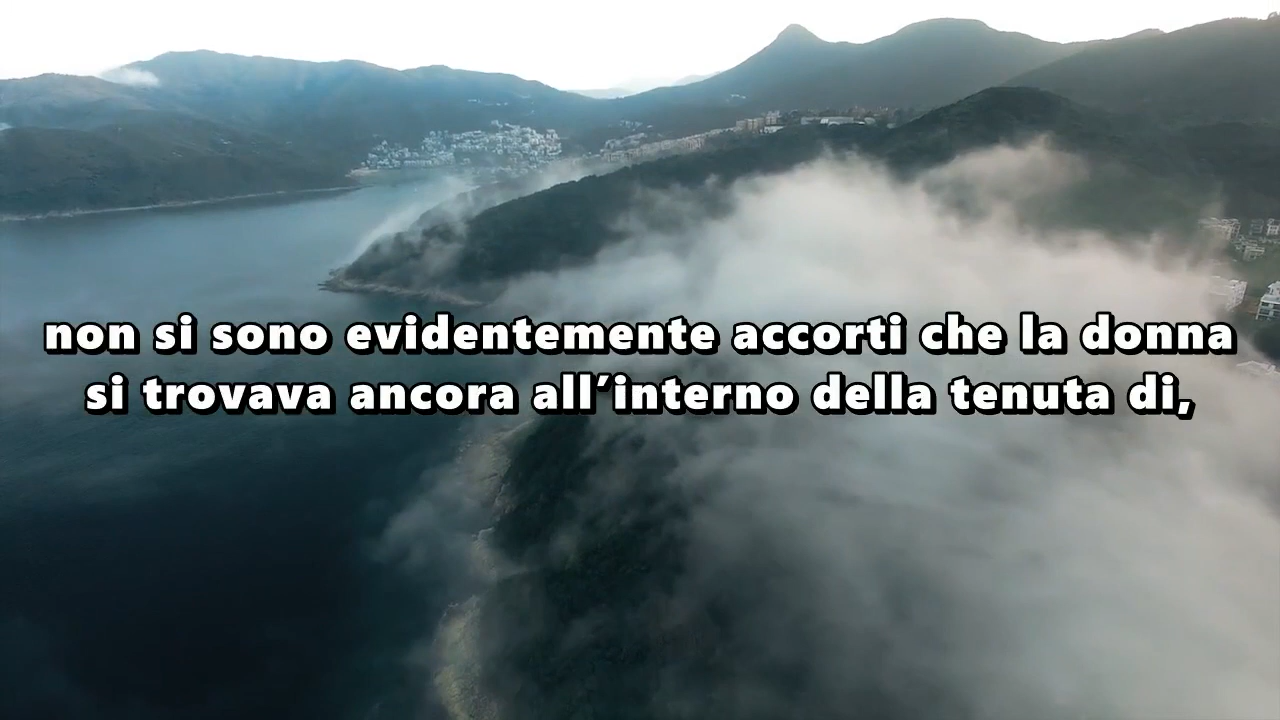 non si sono evidentemente accorti che la donna
si trovava ancora all’interno della tenuta di,